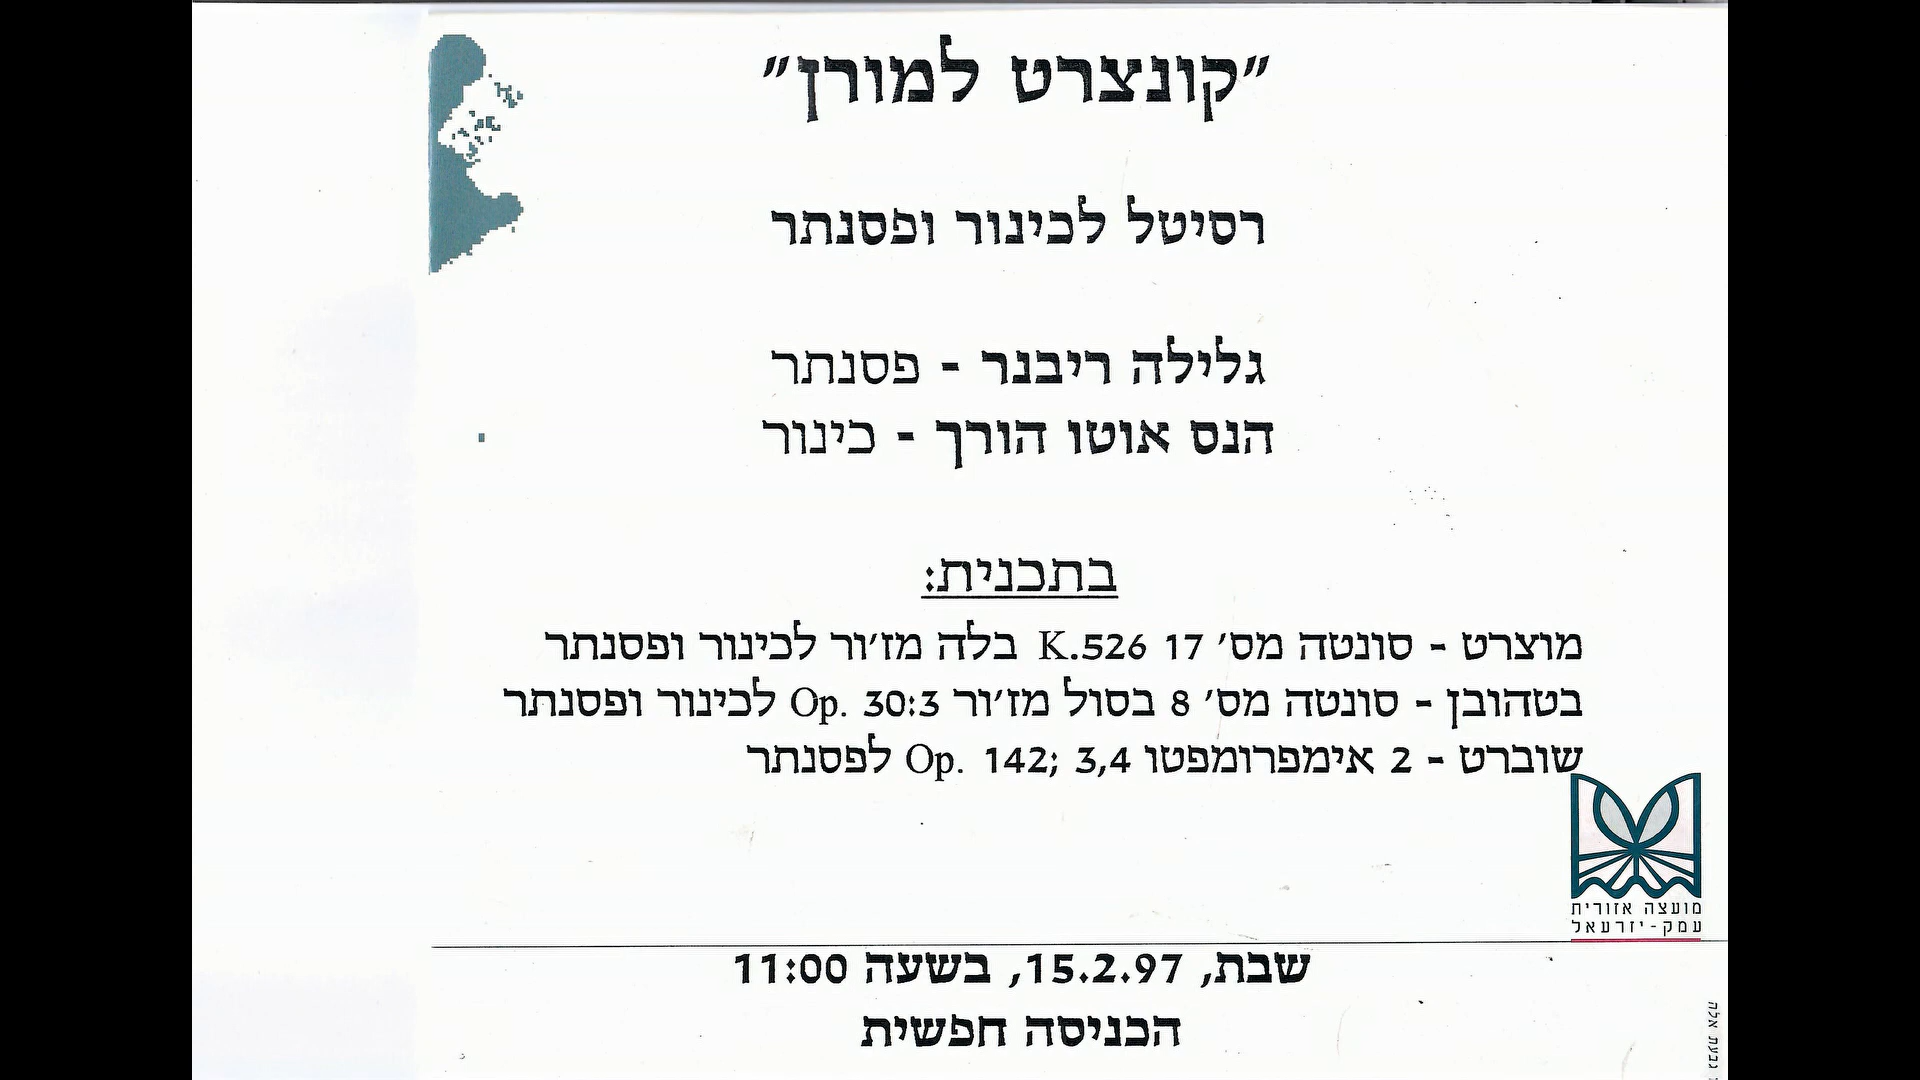 "קונצרט למורן"
רסיטל לכינור ופסנתר
גלילה ריבנר - פסנתר
הנס אוטו הורך - כינור
בתכנית:
מוצרט - סונטה מס' 17 K.526 בלה מז'ור לכינור ופסנתר
בטהובן - סונטה מס' 8 בסול מז'ור Op. 30:3 לכינור ופסנתר
שוברט - 2 אימפרומפטו Op. 142; 3,4 לפסנתר
מועצה אזורית
עמק-יזרעאל
שבת, 15.2.97, בשעה 11:00
הכניסה חפשית
גבעת אלה